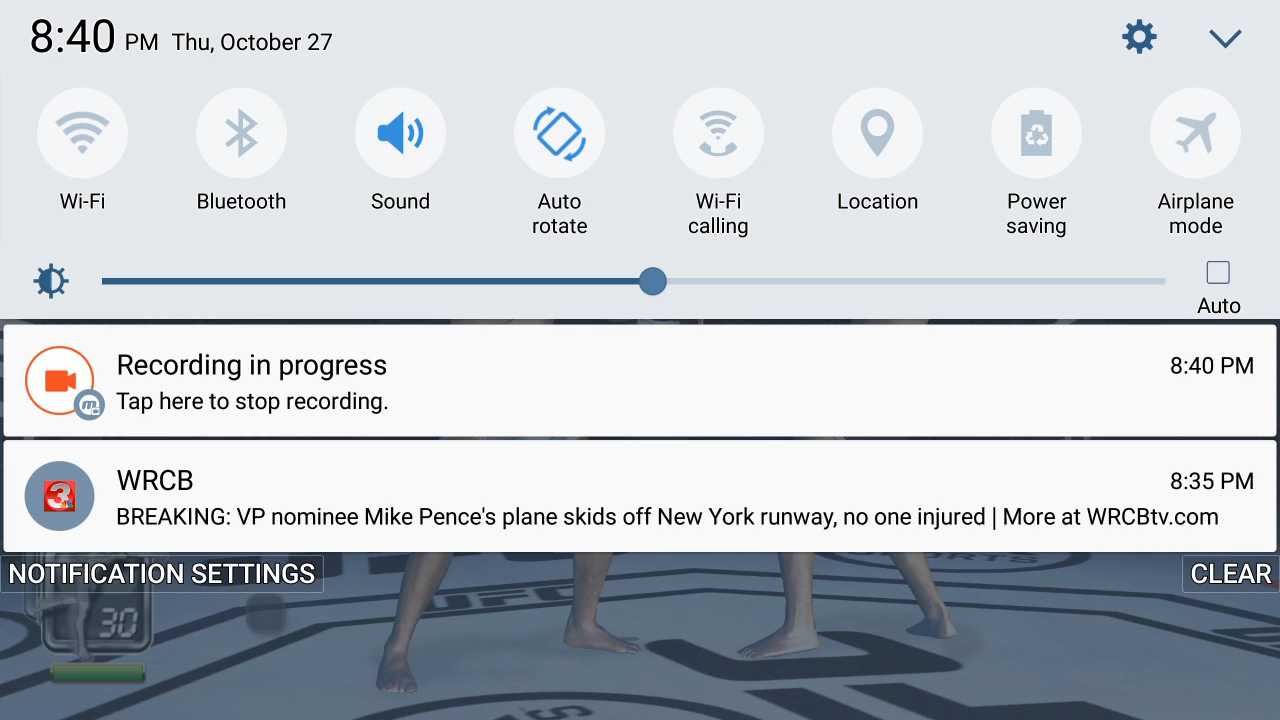 8:40 PM Thu, October 27
Wi-Fi
Bluetooth
Sound
Auto
rotate
Wi-Fi
calling
Location
Power
saving
Airplane
mode
Auto
Recording in progress
8:40 PM
Tap here to stop recording.
3
WRCB
8:35 PM
BREAKING: VP nominee Mike Pence's plane skids off New York runway, no one injured | More at WRCBtv.com
NOTIFICATION SETTINGS
CLEAR
UFC
SPORTS
30